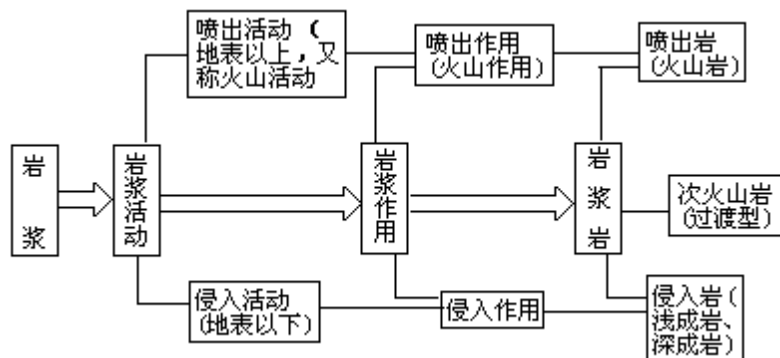 喷出活动（
地表以上，又
称火山活动
喷出作用
（火山作用）
喷出岩
（火山岩）
岩浆
岩浆活动
岩浆作用
岩浆岩
次火山岩
（过渡型）
侵入活动
（地表以下）
侵入作用
侵入岩（
浅成岩、
深成岩）